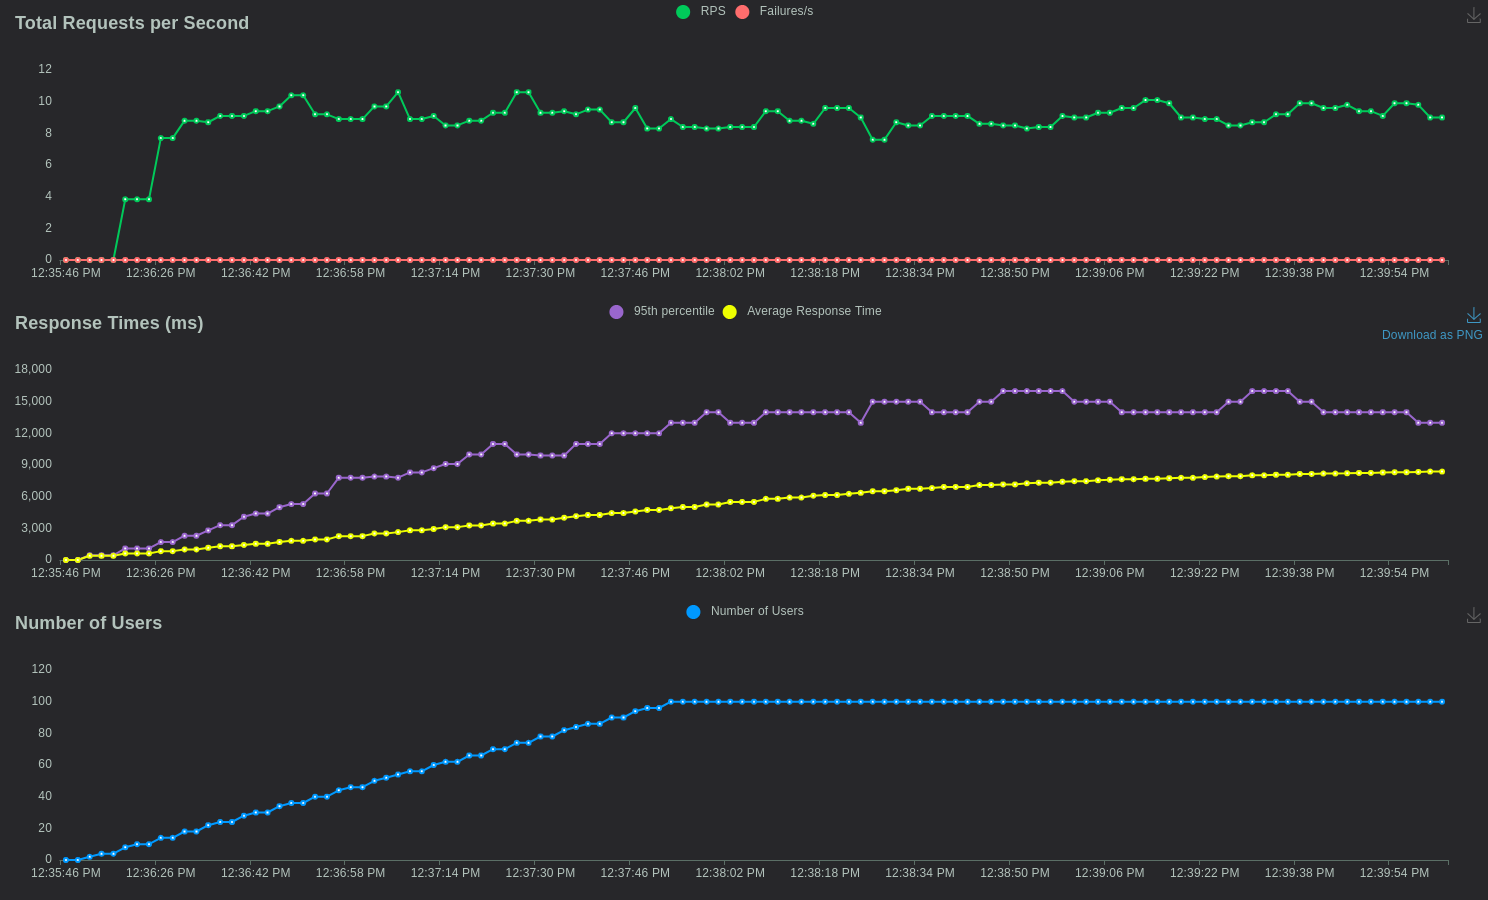 Total Requests per Second
RPS Failures/s
12
10
8
6
4
2
0
12:35:46 PM 12:36:26 PM 12:36:42 PM 12:36:58 PM 12:37:14 PM 12:37:30 PM 12:37:46 PM 12:38:02 PM 12:38:18 PM 12:38:34 PM 12:38:50 PM 12:39:06 PM 12:39:22 PM 12:39:38 PM 12:39:54 PM
Response Times (ms)
95th percentile Average Response Time
Download as PNG
18,000
15,000
12,000
9,000
6,000
3,000
0
12:35:46 PM 12:36:26 PM 12:36:42 PM 12:36:58 PM 12:37:14 PM 12:37:30 PM 12:37:46 PM 12:38:02 PM 12:38:18 PM 12:38:34 PM 12:38:50 PM 12:39:06 PM 12:39:22 PM 12:39:38 PM 12:39:54 PM
Number of Users
Number of Users
120
100
80
60
40
20
0
12:35:46 PM 12:36:26 PM 12:36:42 PM 12:36:58 PM 12:37:14 PM 12:37:30 PM 12:37:46 PM 12:38:02 PM 12:38:18 PM 12:38:34 PM 12:38:50 PM 12:39:06 PM 12:39:22 PM 12:39:38 PM 12:39:54 PM